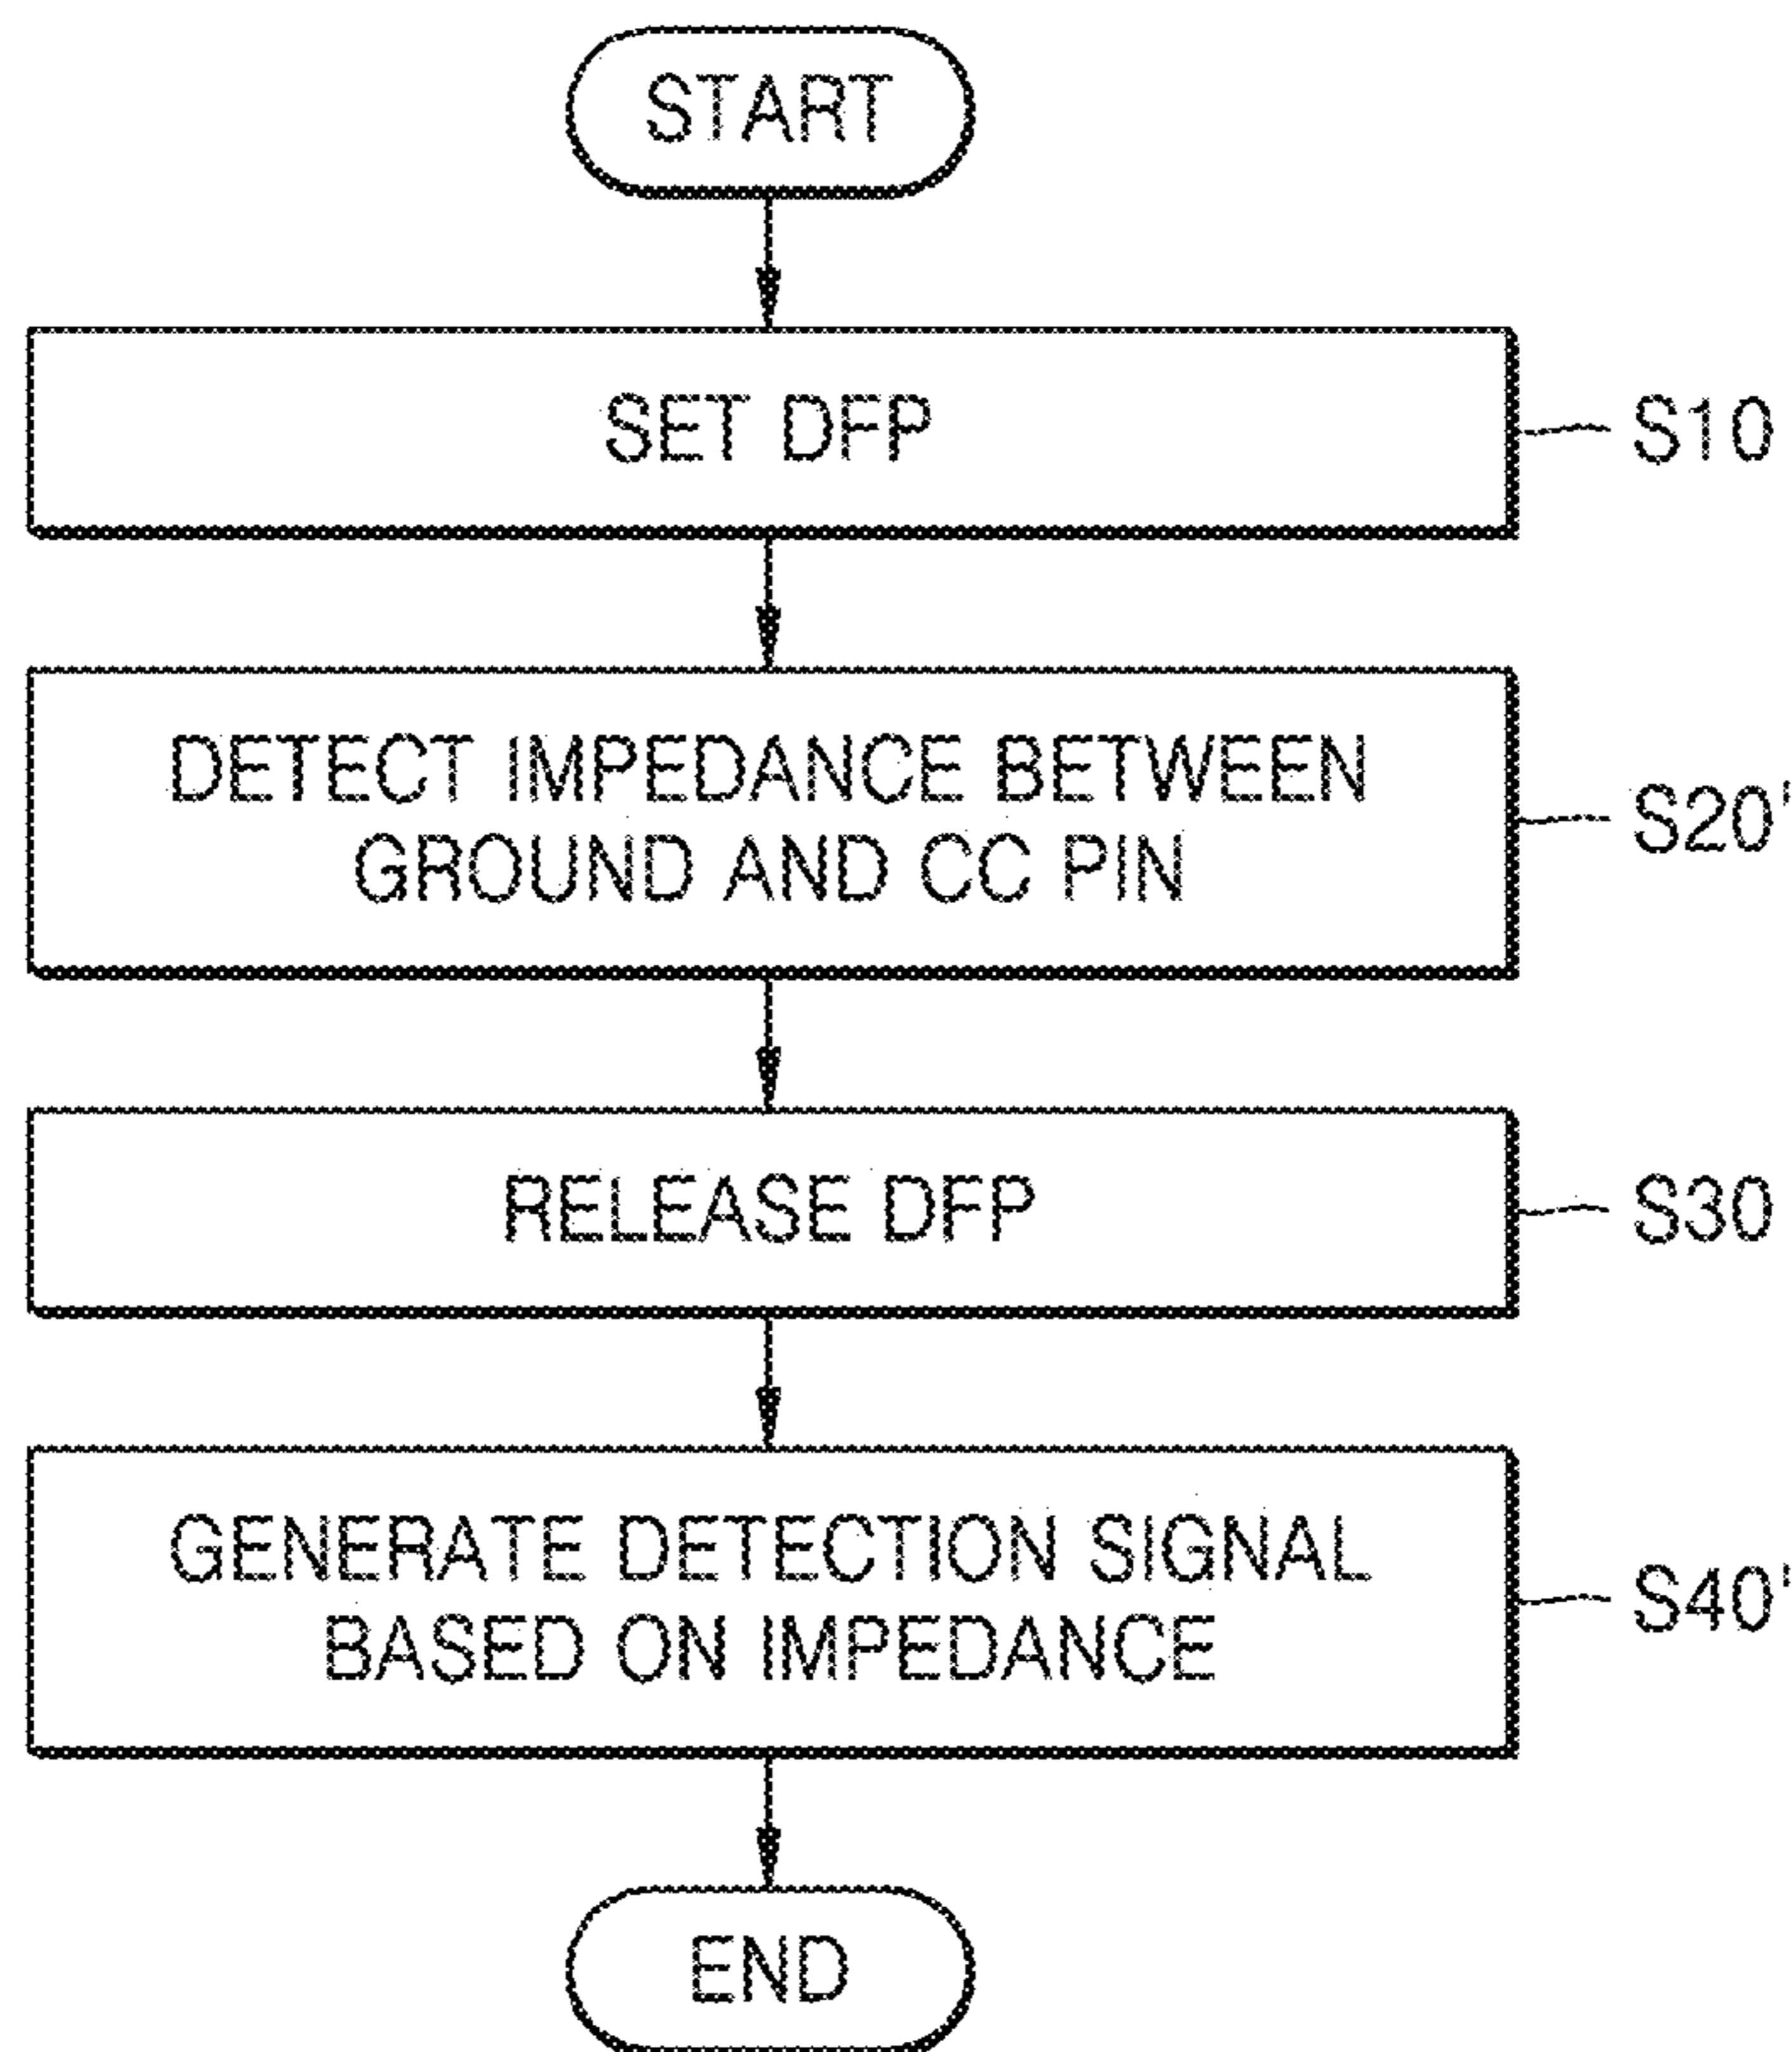 START
SET DFP
S10
DETECT IMPEDANCE BETWEEN
GROUND AND CC PIN
S20'
RELEASE DFP
S30
GENERATE DETECTION SIGNAL
BASED ON IMPEDANCE
S40'
END